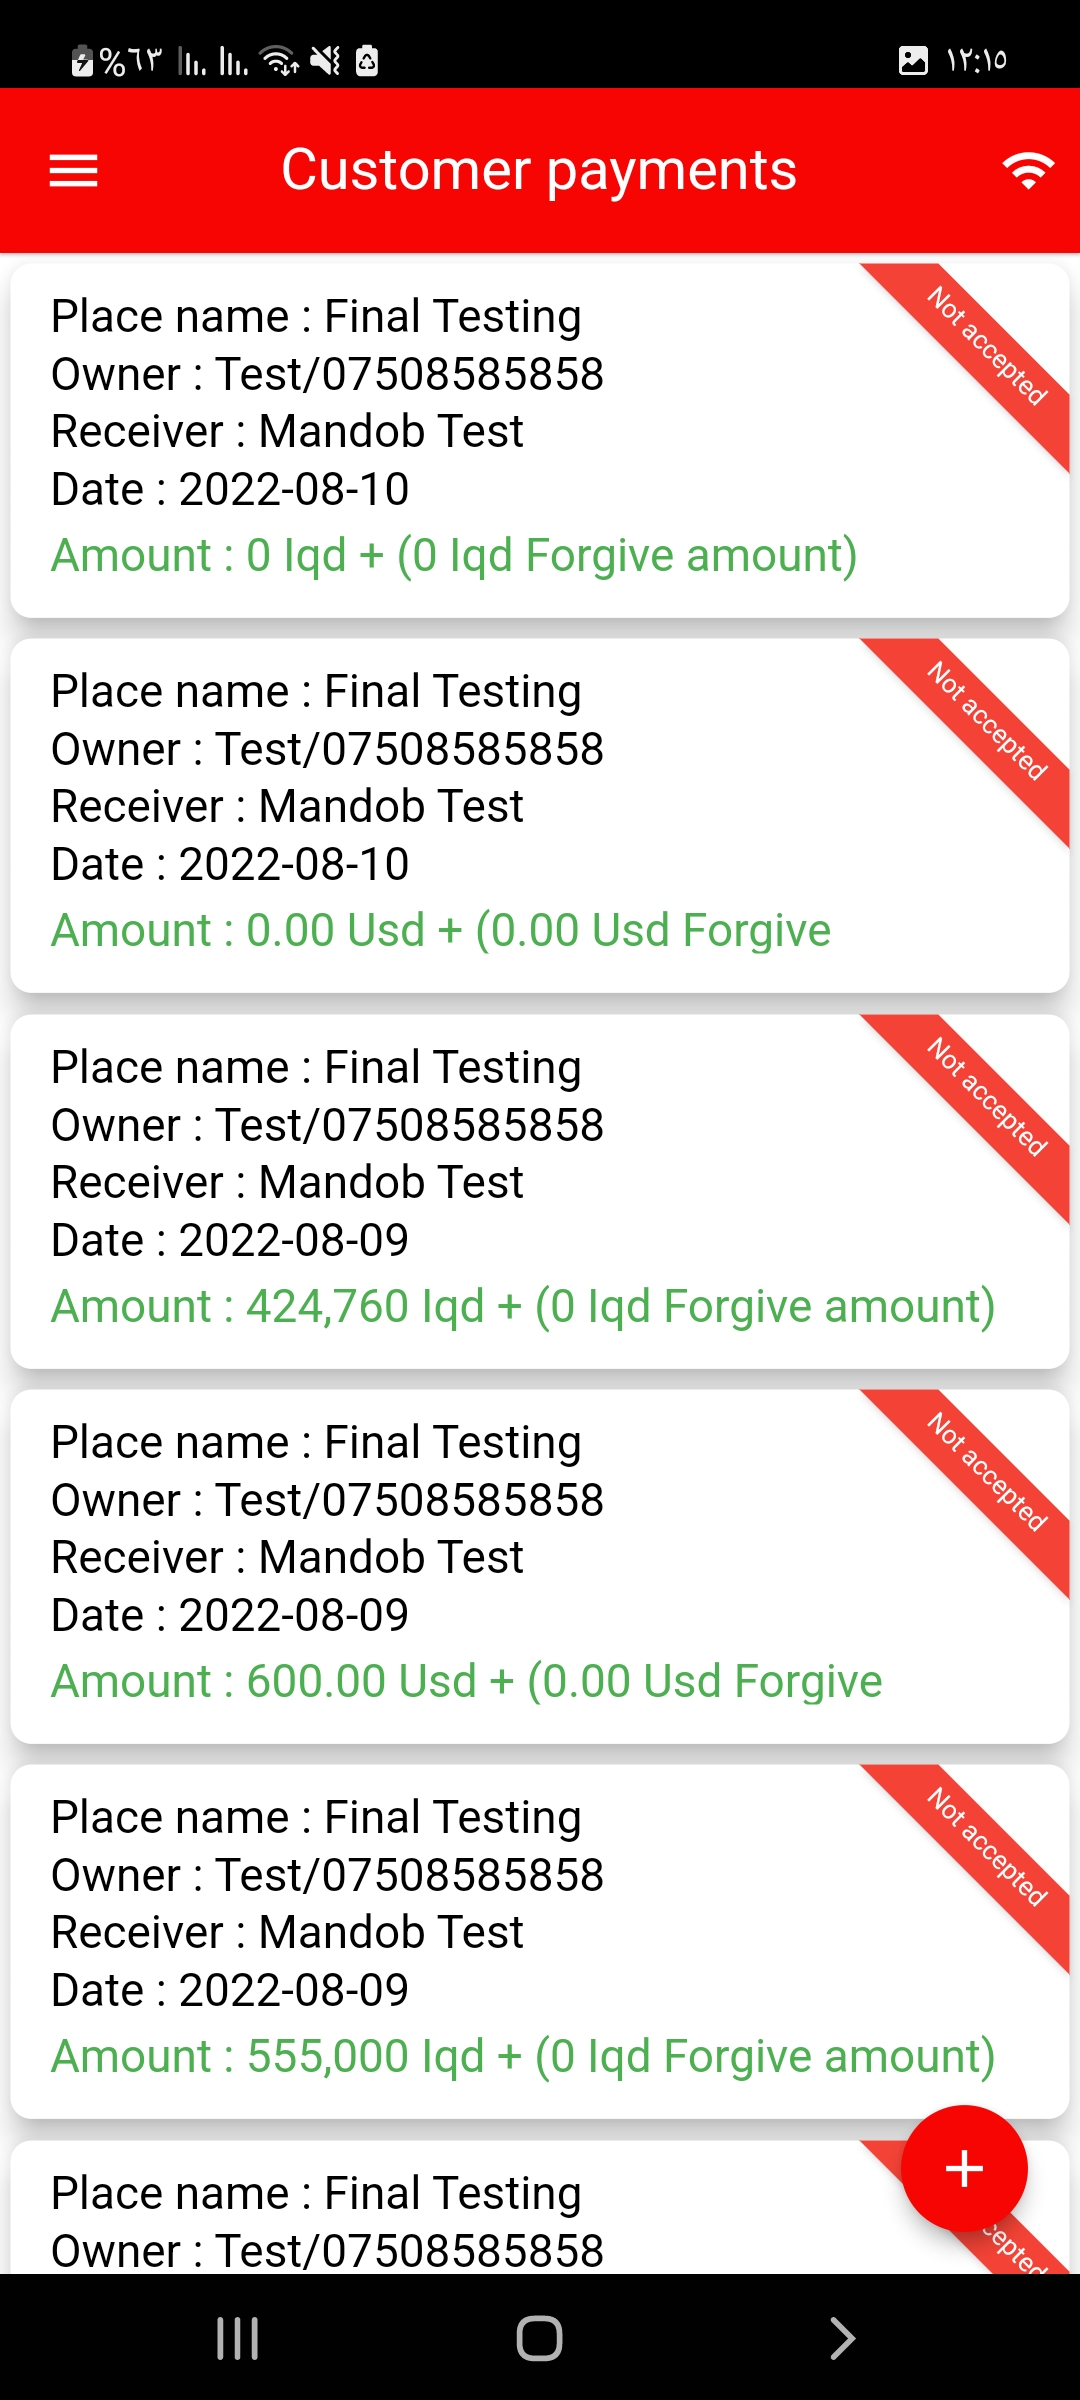 %٦٣
١٢:١٥
Customer payments
Place name : Final Testing
Not accepted
Owner : Test/07508585858
Receiver : Mandob Test
Date : 2022-08-10
Amount : 0 Iqd + (0 Iqd Forgive amount)
Place name : Final Testing
Not accepted
Owner : Test/07508585858
Receiver : Mandob Test
Date : 2022-08-10
Amount : 0.00 Usd + (0.00 Usd Forgive
Place name : Final Testing
Not accepted
Owner : Test/07508585858
Receiver : Mandob Test
Date : 2022-08-09
Amount : 424,760 Iqd + (0 Iqd Forgive amount)
Place name : Final Testing
Not accepted
Owner : Test/07508585858
Receiver : Mandob Test
Date : 2022-08-09
Amount : 600.00 Usd + (0.00 Usd Forgive
Place name : Final Testing
Not accepted
Owner : Test/07508585858
Receiver : Mandob Test
Date : 2022-08-09
Amount : 555,000 Iqd + (0 Iqd Forgive amount)
Place name : Final Testing
Owner : Test/07508585858